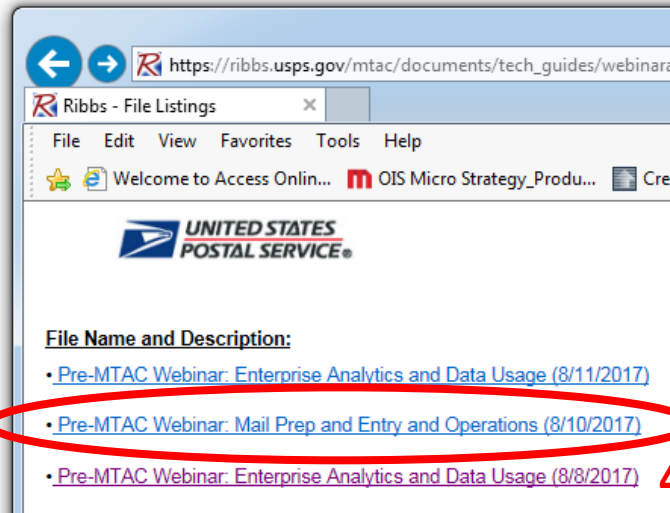 https://ribbs.usps.gov/mtac/documents/tech_guides/webinara
Ribbs - File Listings
File Edit View Favorites Tools Help
Welcome to Access Onlin... OIS Micro Strategy_Produ... Cre
UNITED STATES
POSTAL SERVICE®
File Name and Description:
• Pre-MTAC Webinar: Enterprise Analytics and Data Usage (8/11/2017)
• Pre-MTAC Webinar: Mail Prep and Entry and Operations (8/10/2017)
• Pre-MTAC Webinar: Enterprise Analytics and Data Usage (8/8/2017)